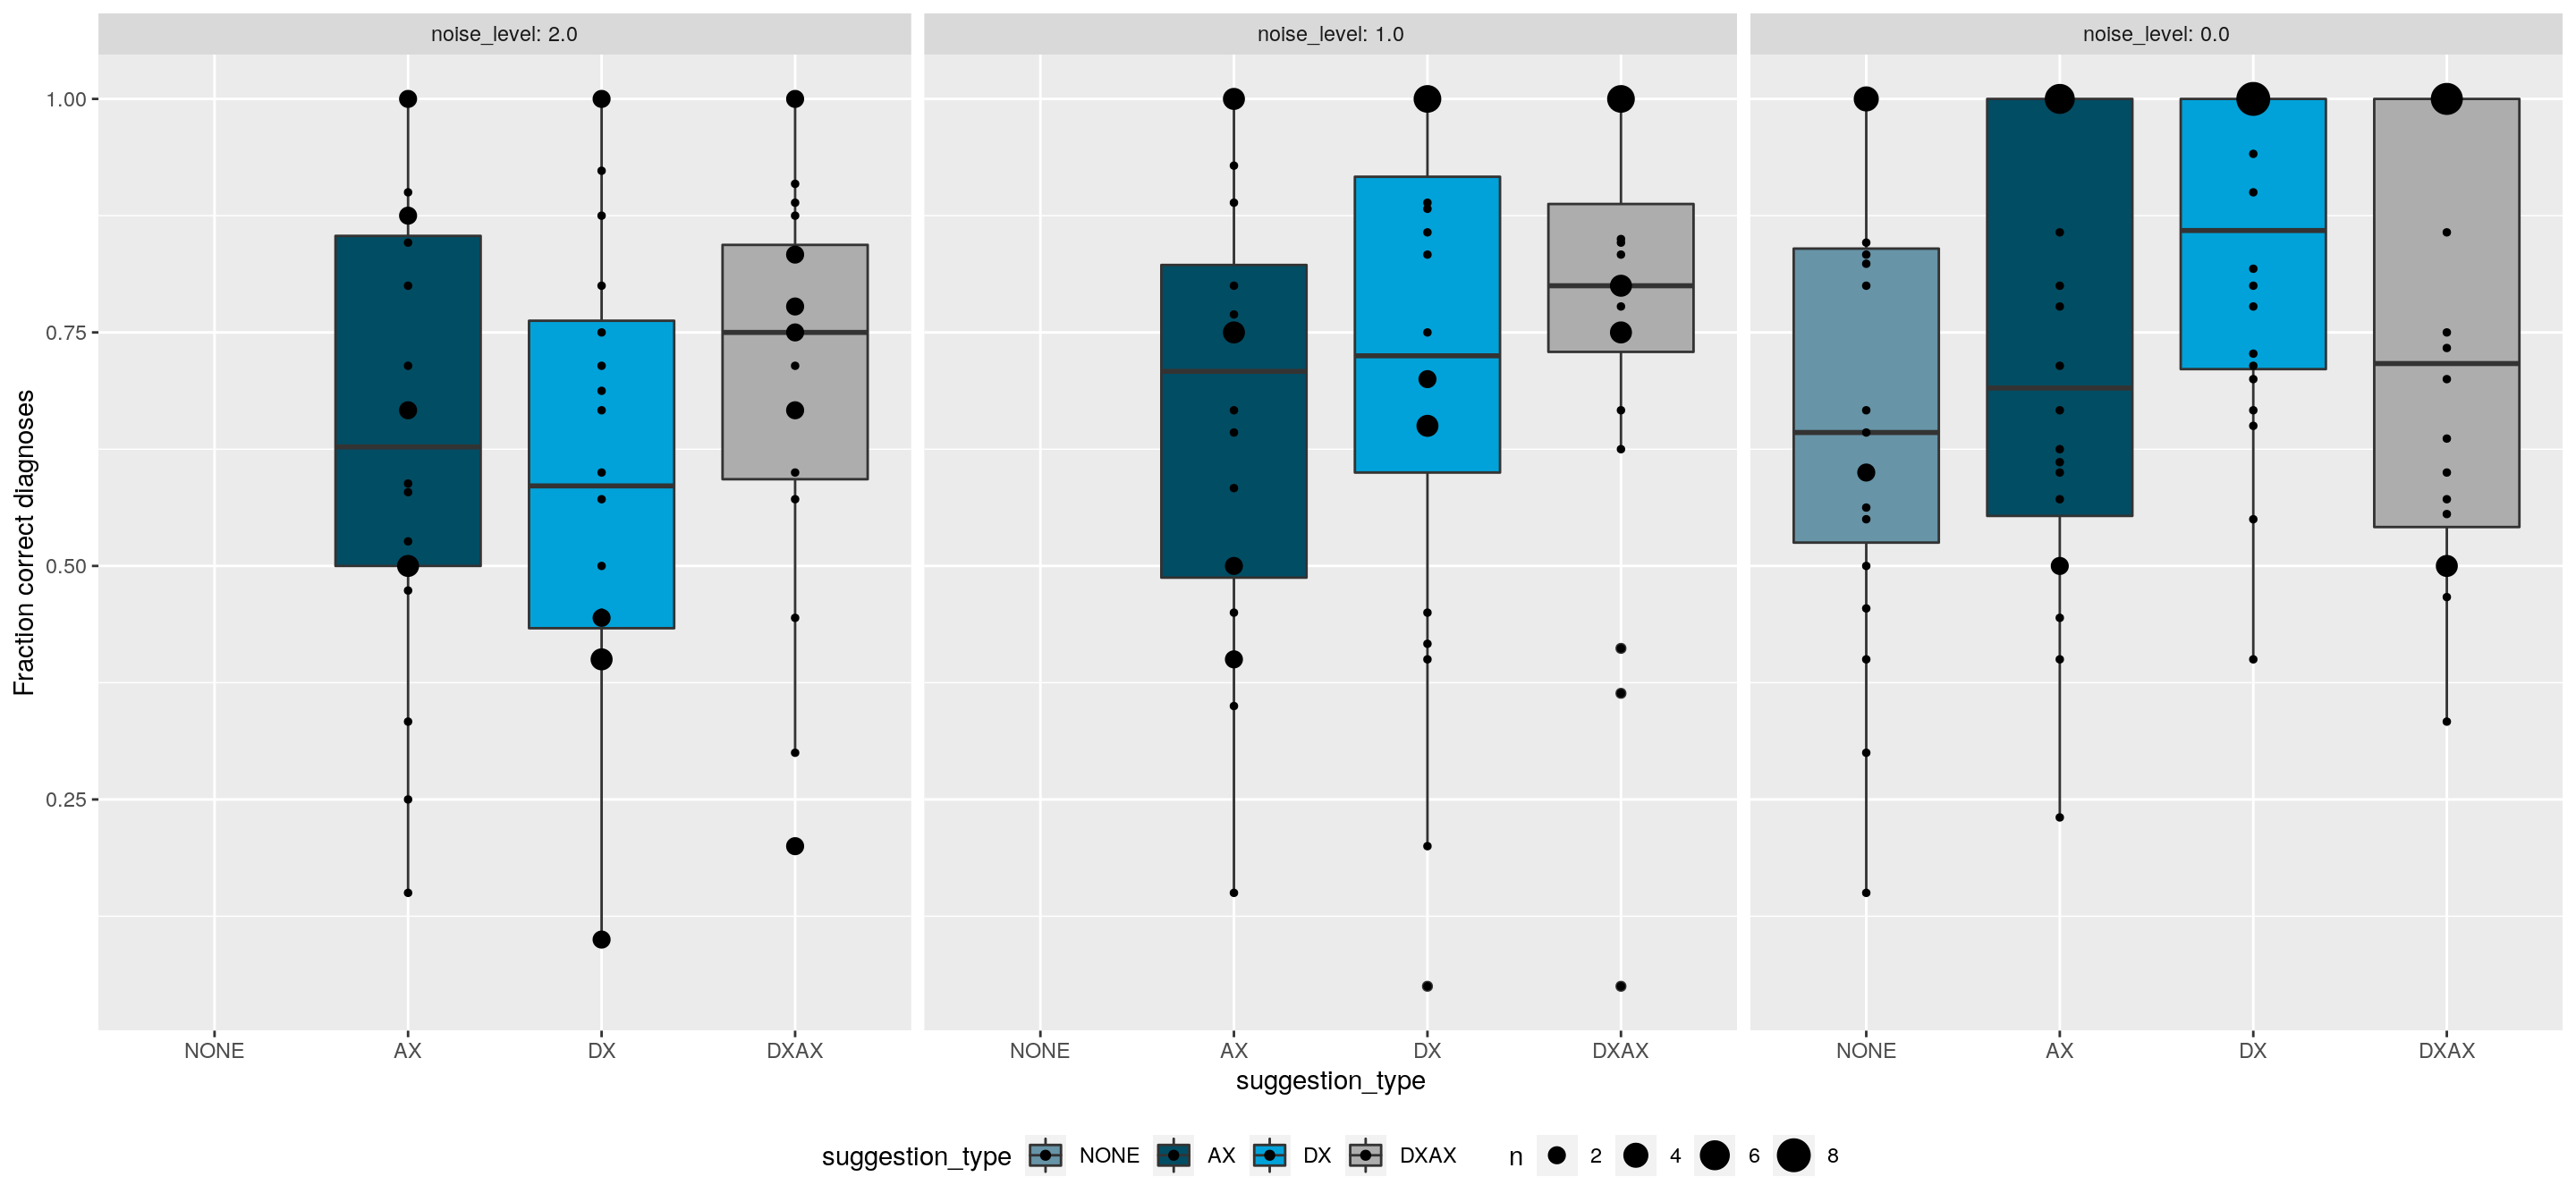 noise_level: 2.0
noise_level: 1.0
noise_level: 0.0
Fraction correct diagnoses
1.00
0.75
0.50
0.25
NONE AX DX DXAX
NONE AX DX DXAX
NONE AX DX DXAX
suggestion_type
suggestion_type NONE AX DX DXAX n 2 4 6 8